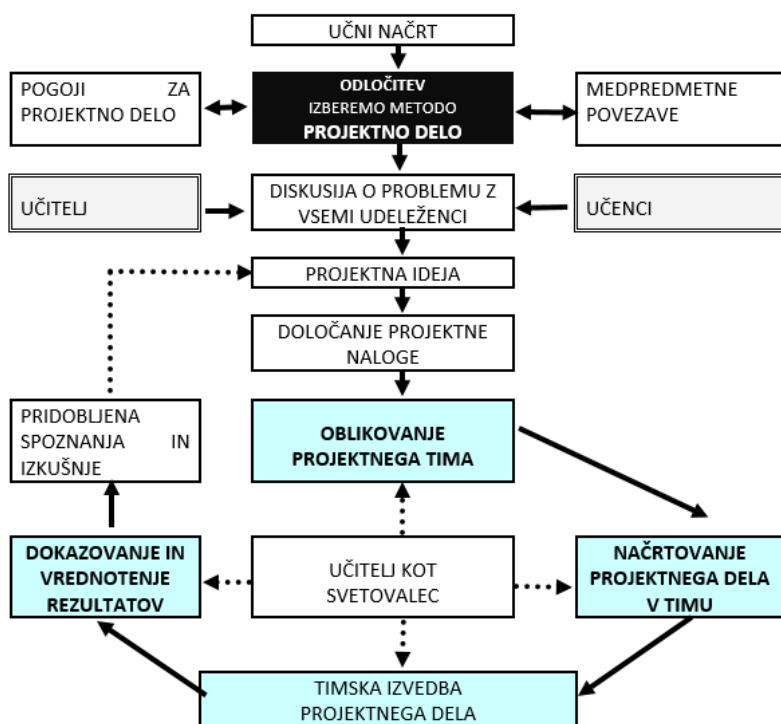 UČNI NAČRT
POGOJI ZA
PROJEKTNO DELO
ODLOČITEV
IZBEREMO METODO
PROJEKTNO DELO
MEDPREDMETNE
POVEZAVE
UČITELJ
DISKUSIJA O PROBLEMU Z
VSEMI UDELEŽENCI
UČENCI
PROJEKTNA IDEJA
DOLOČANJE PROJEKTNE
NALOGE
PRIDOBLJENA
SPOZNANJA IN
IZKUŠNJE
OBLIKOVANJE
PROJEKTNEGA TIMA
DOKAZOVANJE IN
VREDNOTENJE
REZULTATOV
UČITELJ KOT
SVETOVALEC
NAČRTOVANJE
PROJEKTNEGA DELA
V TIMU
TIMSKA IZVEDBA
PROJEKTNEGA DELA